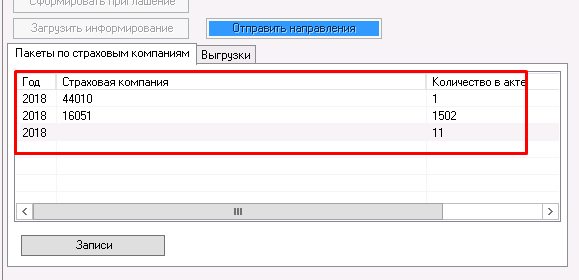 Сформировать приглашение
Загрузить информирование Отправить направления
Пакеты по страховым компаниям Выгрузки
Год Страховая компания Количество в акте
2018 44010 1
2018 16051 1502
2018 11
Записи